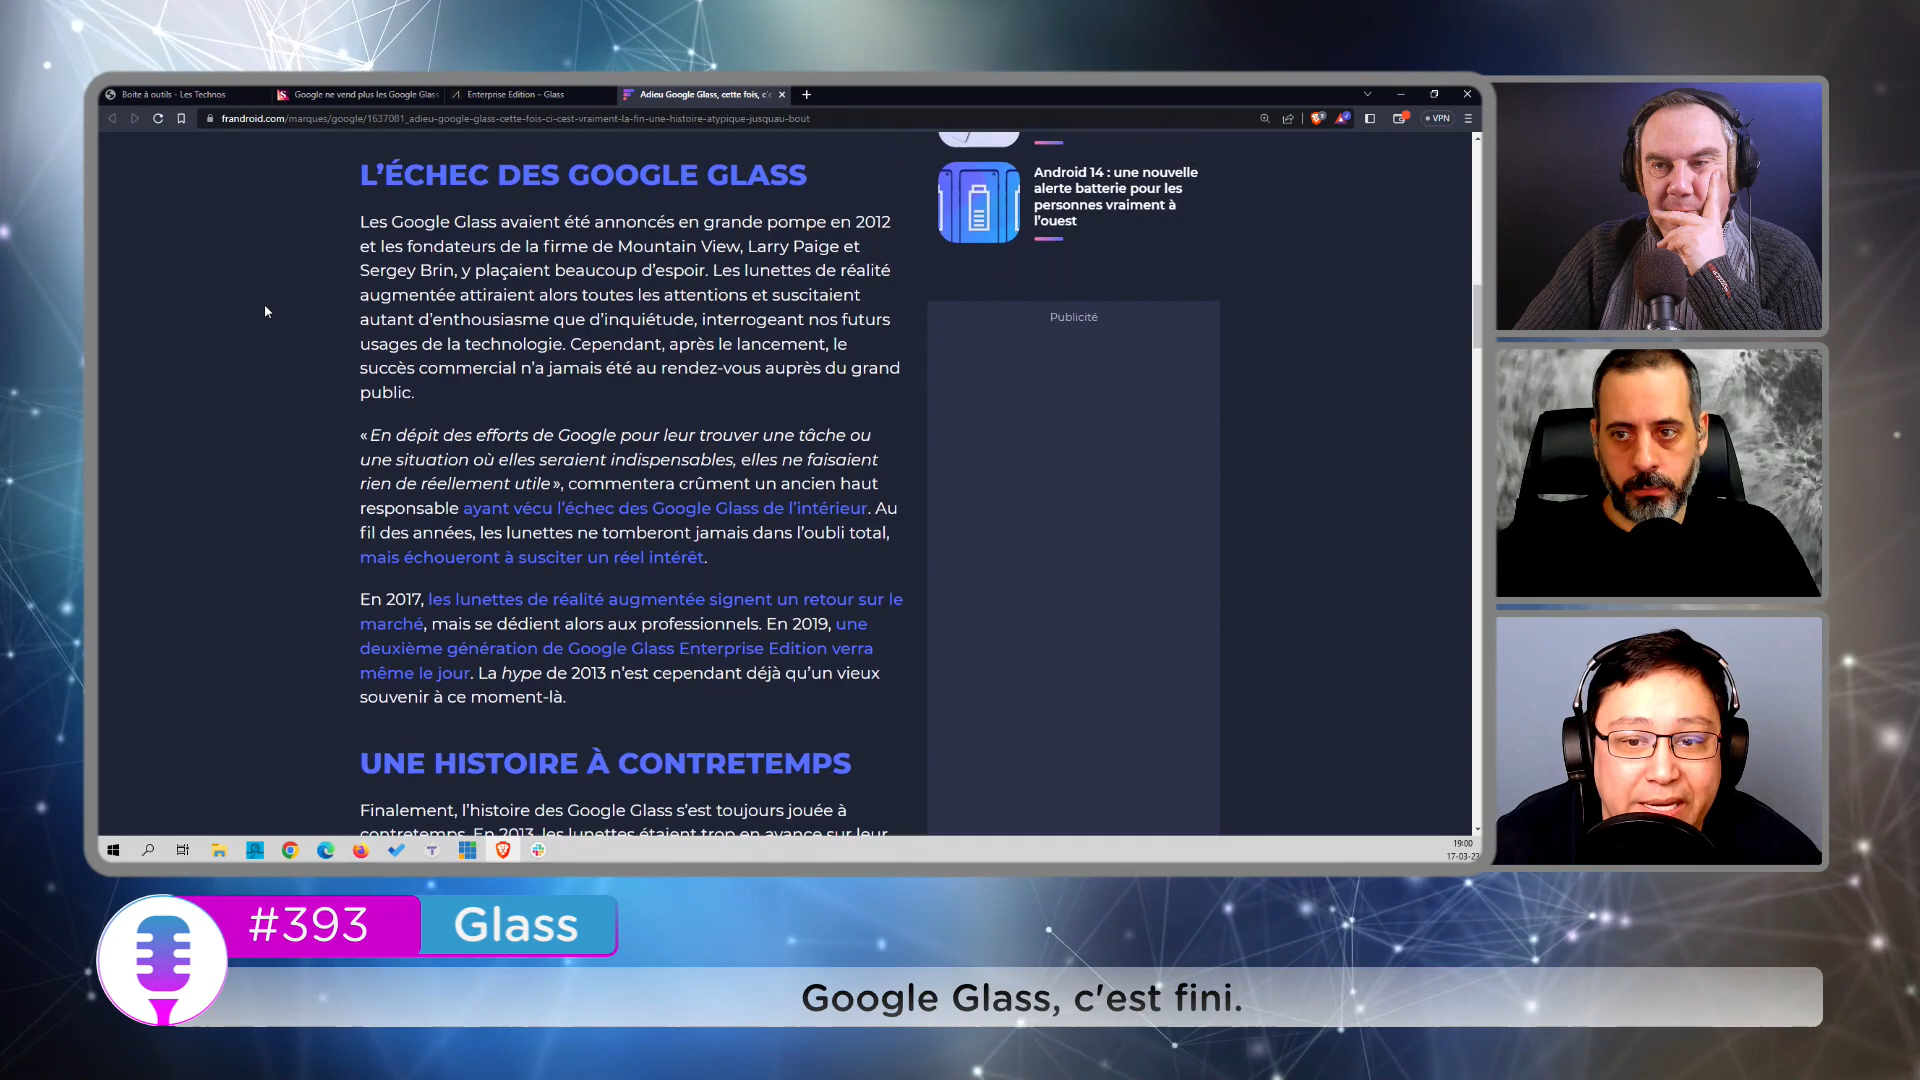 Boite à outils - Les Technos
Google ne vend plus les Google Glass
Enterprise Edition – Glass
Adieu Google Glass, cette fois, c'e
frandroid.com/marques/google/1637081_adieu-google-glass-cette-fois-ci-cest-vraiment-la-fin-une-histoire-atypique-jusquau-bout
VPN
L'ÉCHEC DES GOOGLE GLASS
Les Google Glass avaient été annoncés en grande pompe en 2012
et les fondateurs de la firme de Mountain View, Larry Paige et
Sergey Brin, y plaçaient beaucoup d'espoir. Les lunettes de réalité
augmentée attiraient alors toutes les attentions et suscitaient
autant d'enthousiasme que d'inquiétude, interrogeant nos futurs
usages de la technologie. Cependant, après le lancement, le
succès commercial n'a jamais été au rendez-vous auprès du grand
public.
« En dépit des efforts de Google pour leur trouver une tâche ou
une situation où elles seraient indispensables, elles ne faisaient
rien de réellement utile », commentera crûment un ancien haut
responsable ayant vécu l'échec des Google Glass de l'intérieur. Au
fil des années, les lunettes ne tomberont jamais dans l'oubli total,
mais échoueront à susciter un réel intérêt.
En 2017, les lunettes de réalité augmentée signent un retour sur le
marché, mais se dédient alors aux professionnels. En 2019, une
deuxième génération de Google Glass Enterprise Edition verra
même le jour. La hype de 2013 n'est cependant déjà qu'un vieux
souvenir à ce moment-là.
UNE HISTOIRE À CONTRETEMPS
Finalement, l'histoire des Google Glass s'est toujours jouée à
contretemps. En 2013, les lunettes étaient trop en avance sur leur
Android 14 : une nouvelle
alerte batterie pour les
personnes vraiment à
l'ouest
Publicité
19:00
17-03-23
#393
Glass
Google Glass, c'est fini.